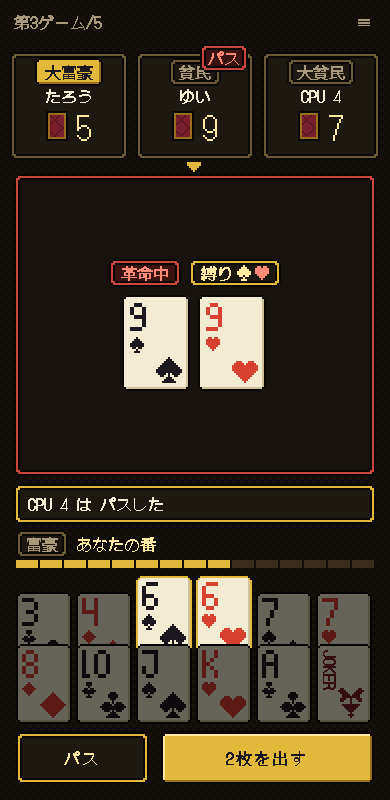 第3ゲーム/5
大富豪
たろう
5
パス
貧民
ゆい
9
大貧民
CPU 4
7
革命中
縛り♠♥
9 9
CPU 4 は パスした
富豪
あなたの番
3 4 6 6 7 7
8 10 J K A JOKER
パス
2枚を出す